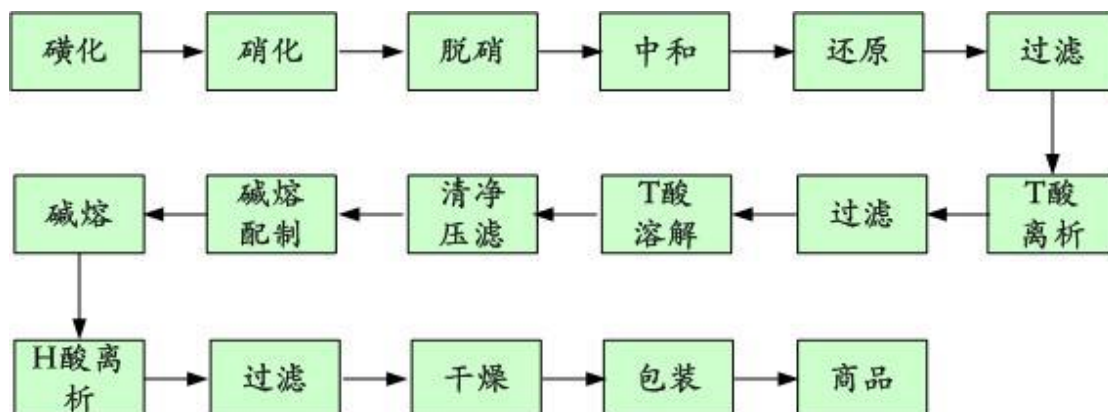 磺化
硝化
脱硝
中和
还原
过滤
T酸
离析
过滤
T酸
溶解
清净
压滤
碱熔
配制
碱熔
H酸离
析
过滤
干燥
包装
商品